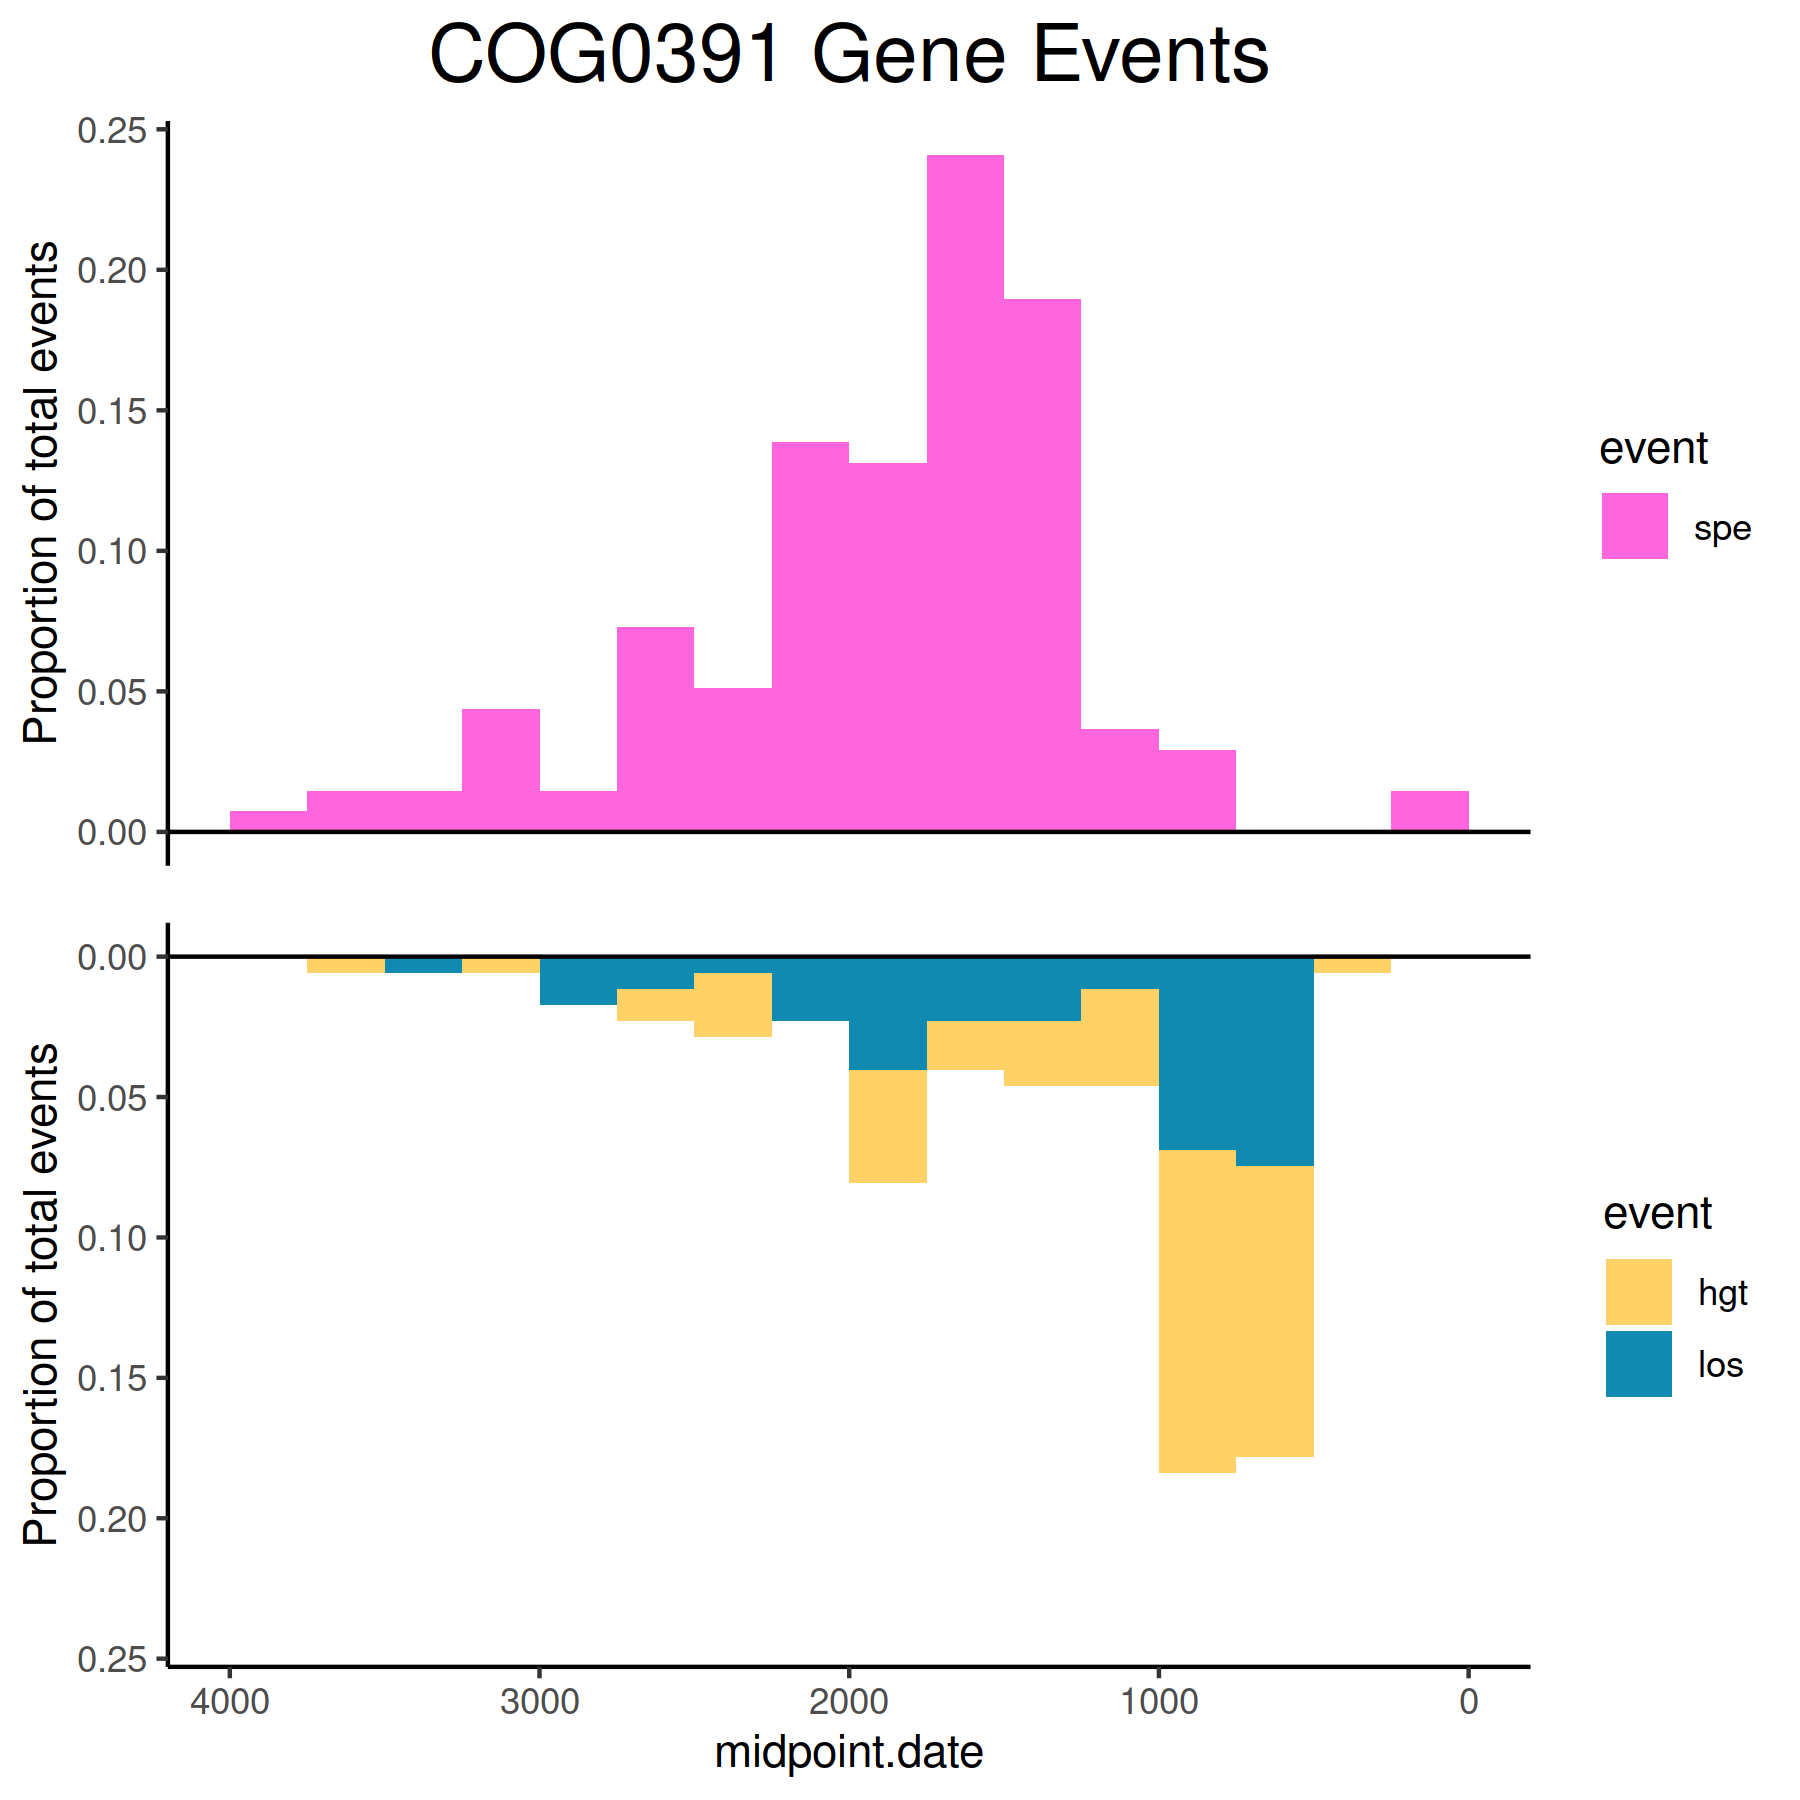 COG0391 Gene Events
Proportion of total events
0.25
0.20
0.15
0.10
0.05
0.00
event
spe
Proportion of total events
0.00
0.05
0.10
0.15
0.20
0.25
event
hgt
los
4000 3000 2000 1000 0
midpoint.date